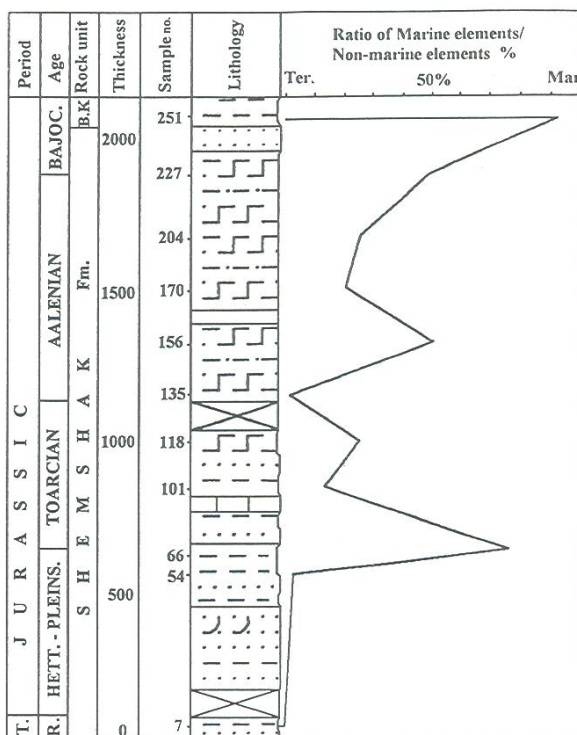 Period
Age
Rock unit
Thickness
Sample no.
Lithology
Ratio of Marine elements/
Non-marine elements %
Ter.
50%
Mar
JURASSIC
T.
BAJOC.
AALENIAN
TOARCIAN
HETT. - PLEINS.
R.
B.K
SHEMSHAK Fm.
2000
1500
1000
500
0
251
227
204
170
156
135
118
101
66
54
7